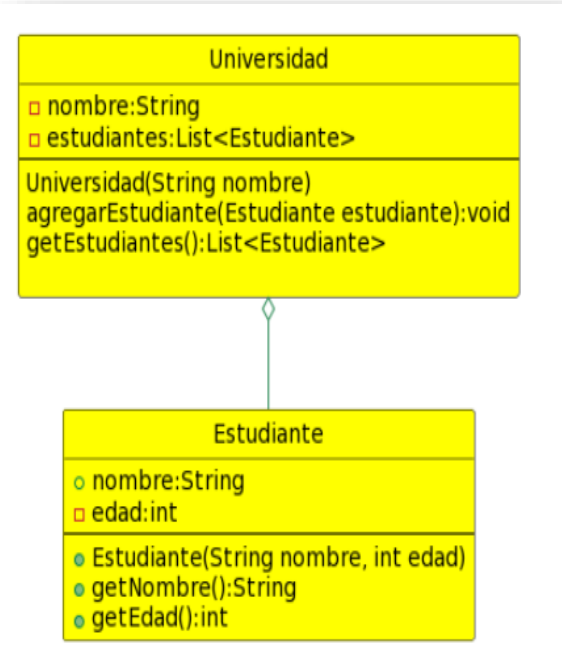 Universidad
nombre:String
estudiantes:List<Estudiante>
Universidad(String nombre)
agregarEstudiante(Estudiante estudiante):void
getEstudiantes():List<Estudiante>
Estudiante
nombre:String
edad:int
Estudiante(String nombre, int edad)
getNombre():String
getEdad():int